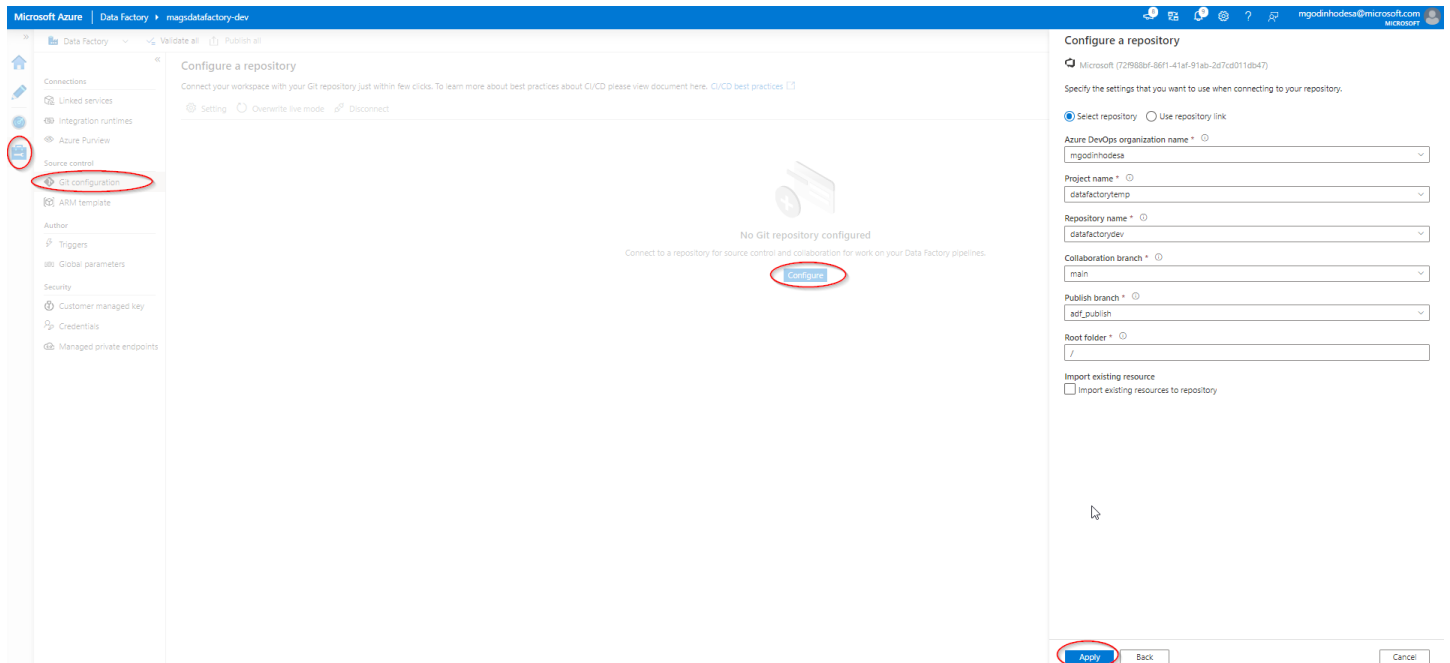 Microsoft Azure | Data Factory ▸ magsdatafactory-dev
6
5
?
mgodinhodesa@microsoft.com
MICROSOFT
»
Data Factory
Validate all
Publish all
«
Connections
Linked services
Integration runtimes
Azure Purview
Source control
Git configuration
ARM template
Author
Triggers
Global parameters
Security
Customer managed key
Credentials
Managed private endpoints
Configure a repository
Connect your workspace with your Git repository just within few clicks. To learn more about best practices about CI/CD please view document here. CI/CD best practices
Setting
Overwrite live mode
Disconnect
No Git repository configured
Connect to a repository for source control and collaboration for work on your Data Factory pipelines.
Configure
Configure a repository
Microsoft (72f988bf-86f1-41af-91ab-2d7cd011db47)
Specify the settings that you want to use when connecting to your repository.
Select repository
Use repository link
Azure DevOps organization name *
mgodinhodesa
Project name *
datafactorytemp
Repository name *
datafactorydev
Collaboration branch *
main
Publish branch *
adf_publish
Root folder *
/
Import existing resource
Import existing resources to repository
Apply
Back
Cancel